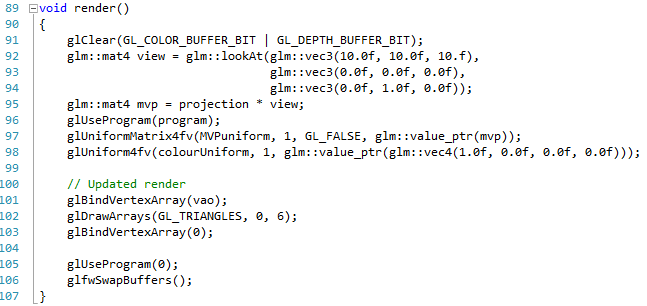 89 void render()
90 {
91     glClear(GL_COLOR_BUFFER_BIT | GL_DEPTH_BUFFER_BIT);
92     glm::mat4 view = glm::lookAt(glm::vec3(10.0f, 10.0f, 10.f),
93                                  glm::vec3(0.0f, 0.0f, 0.0f),
94                                  glm::vec3(0.0f, 1.0f, 0.0f));
95     glm::mat4 mvp = projection * view;
96     glUseProgram(program);
97     glUniformMatrix4fv(MVPuniform, 1, GL_FALSE, glm::value_ptr(mvp));
98     glUniform4fv(colourUniform, 1, glm::value_ptr(glm::vec4(1.0f, 0.0f, 0.0f, 0.0f)));
99
100     // Updated render
101     glBindVertexArray(vao);
102     glDrawArrays(GL_TRIANGLES, 0, 6);
103     glBindVertexArray(0);
104
105     glUseProgram(0);
106     glfwSwapBuffers();
107 }